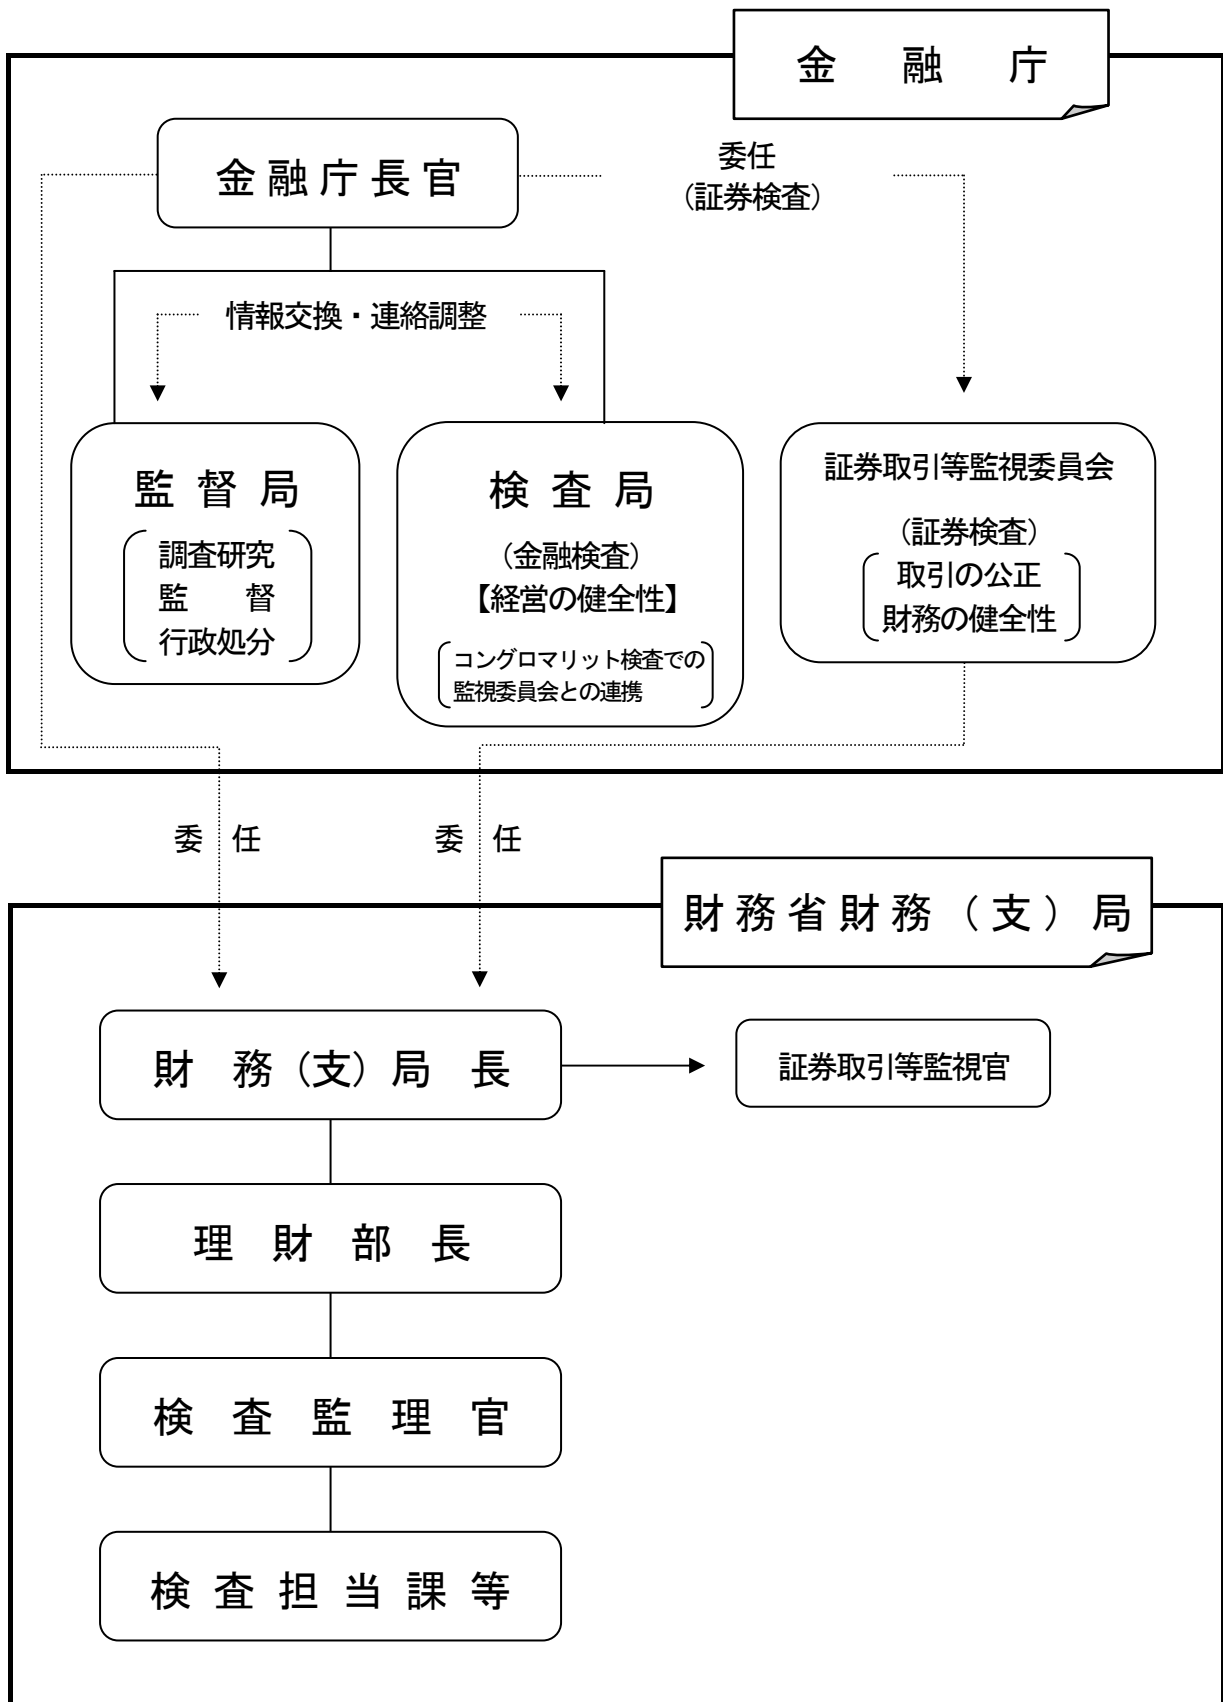 金　融　庁
金融庁長官
委任
（証券検査）
情報交換・連絡調整
監督局
調査研究
監　　督
行政処分
検査局
（金融検査）
【経営の健全性】
コングロマリット検査での
監視委員会との連携
証券取引等監視委員会
（証券検査）
取引の公正
財務の健全性
委　任
委　任
財務省財務（支）局
財　務（支）局　長
証券取引等監視官
理　財　部　長
検　査　監　理　官
検査担当課等